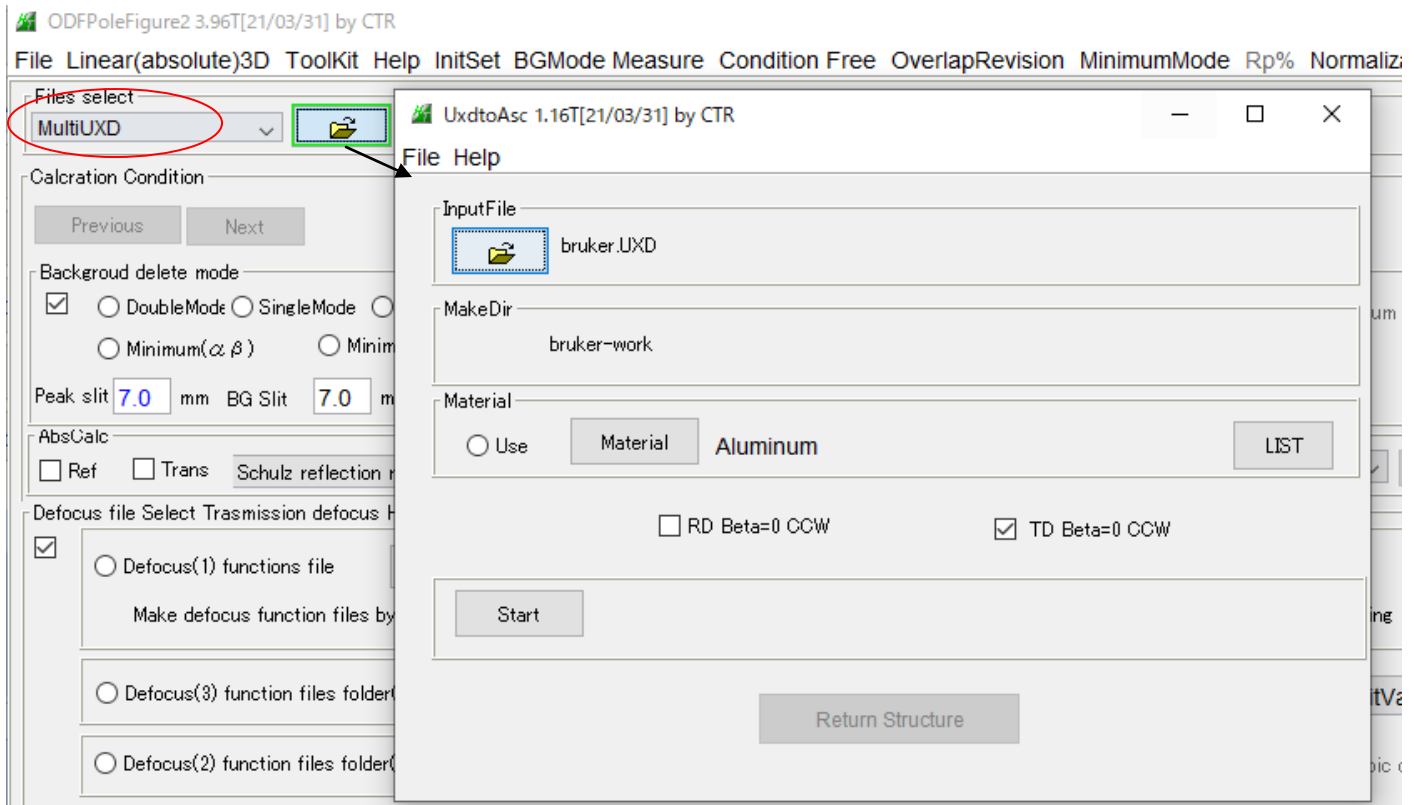 ODFPoleFigure2 3.96T[21/03/31] by CTR
File Linear(absolute)3D ToolKit Help InitSet BGMode Measure Condition Free OverlapRevision MinimumMode Rp% Normaliz
Files select
MultiUXD
Calcration Condition
Previous Next
Backgroud delete mode
DoubleMode SingleMode
Minimum(αβ) Minim
Peak slit 7.0 mm BG Slit 7.0 m
AbsCalc
Ref Trans Schulz reflection
Defocus file Select Trasmission defocus
Defocus(1) functions file
Make defocus function files by
Defocus(3) function files folder(
Defocus(2) function files folder(
UxdtoAsc 1.16T[21/03/31] by CTR
File Help
InputFile
bruker.UXD
MakeDir
bruker-work
Material
Use Material Aluminum LIST
RD Beta=0 CCW TD Beta=0 CCW
Start
Return Structure
um
ing
itVa
bic